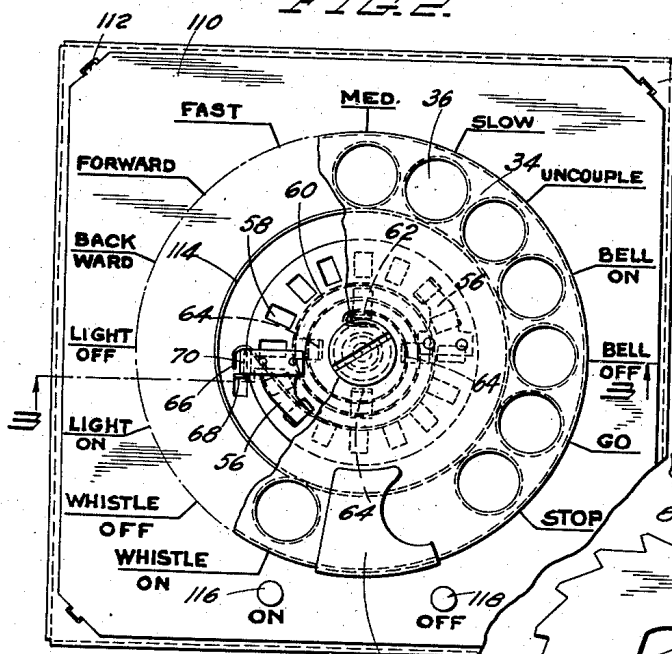 FIG. 2
112
110
MED.
36
SLOW
FAST
34
UNCOUPLE
FORWARD
60
62
58
BACK
WARD
114
56
BELL
ON
64
LIGHT
OFF
70
BELL
OFF
66
64
68
GO
LIGHT
ON
56
WHISTLE
OFF
64
STOP
WHISTLE
ON
116
ON
118
OFF